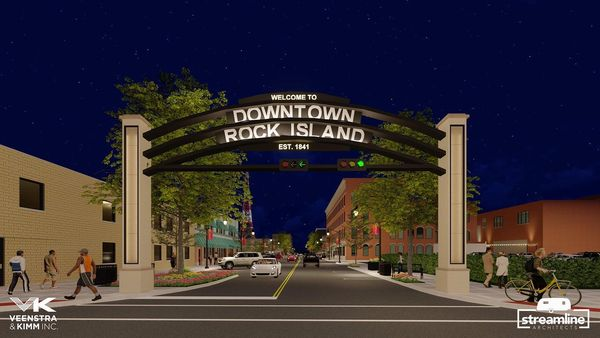 WELCOME TO
DOWNTOWN
ROCK ISLAND
EST. 1841
VK
VEENSTRA
& KIMM INC.
streamline
ARCHITECTS